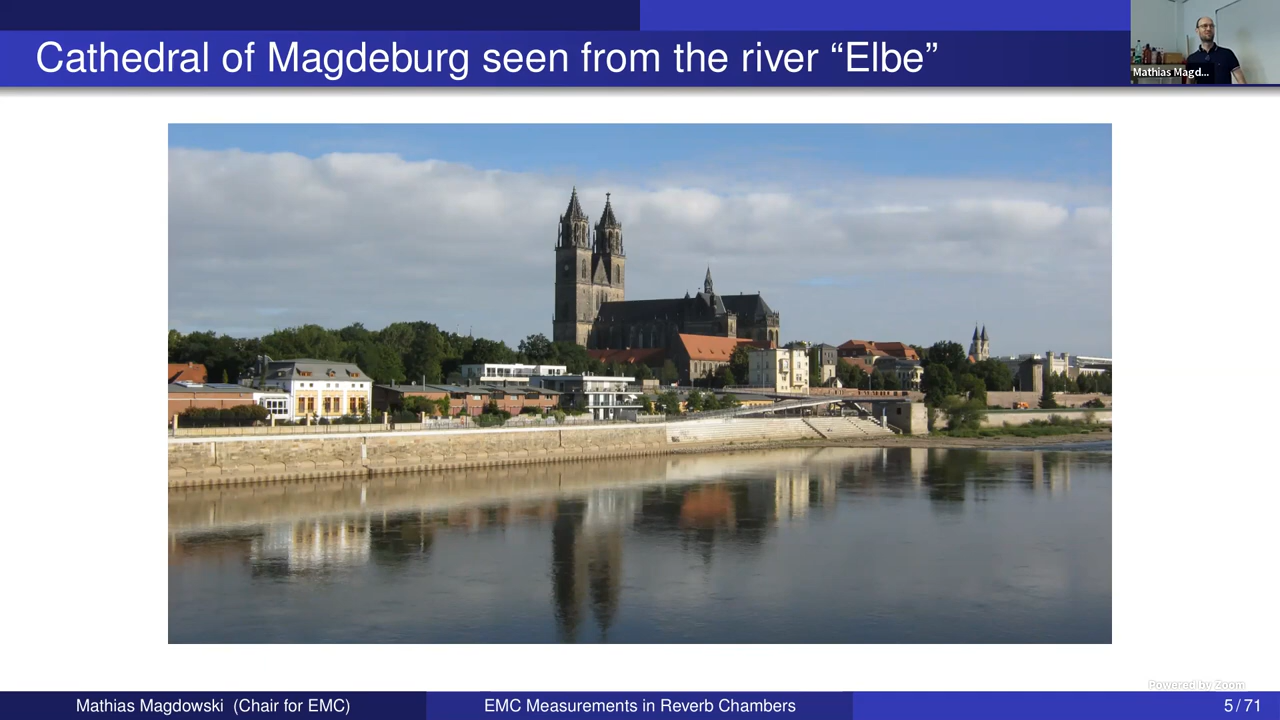 Cathedral of Magdeburg seen from the river “Elbe”
Mathias Magd...
Powered by Zoom
Mathias Magdowski (Chair for EMC)
EMC Measurements in Reverb Chambers
5 / 71